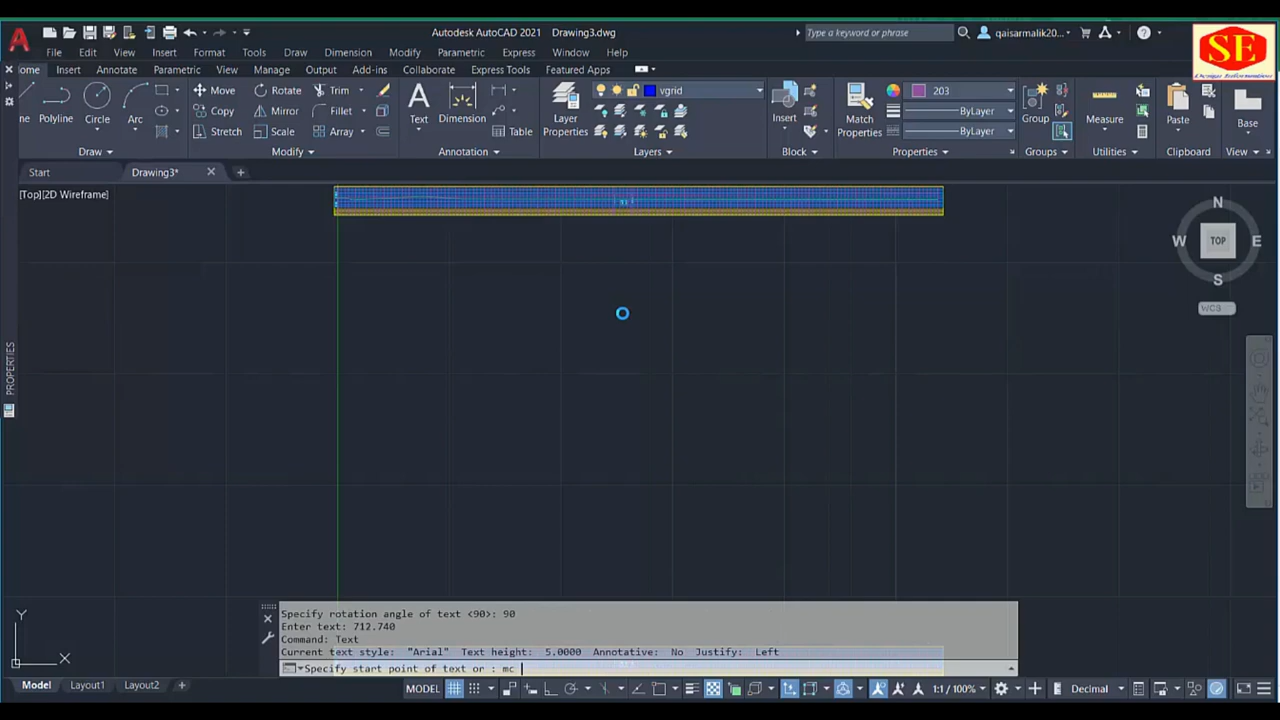 Autodesk AutoCAD 2021 Drawing3.dwg
Type a keyword or phrase
qaisarmalik20...
SE
Design Informations
File Edit View Insert Format Tools Draw Dimension Modify Parametric Express Window Help
ome Insert Annotate Parametric View Manage Output Add-ins Collaborate Express Tools Featured Apps
Move Rotate Trim vgrid 203
Copy Mirror Fillet ByLayer
Stretch Scale Array Table ByLayer
ne Polyline Circle Arc Text Dimension Layer Properties Insert Match Properties Group Measure Paste Base
Draw Modify Annotation Layers Block Properties Groups Utilities Clipboard View
Start Drawing3*
[Top][2D Wireframe]
N
W TOP E
S
WCS
PROPERTIES
Y
X
Specify rotation angle of text <90>: 90
Enter text: 712.740
Command: Text
Current text style: "Arial" Text height: 5.0000 Annotative: No Justify: Left
Specify start point of text or : mc
Model Layout1 Layout2
MODEL 1:1 / 100% Decimal